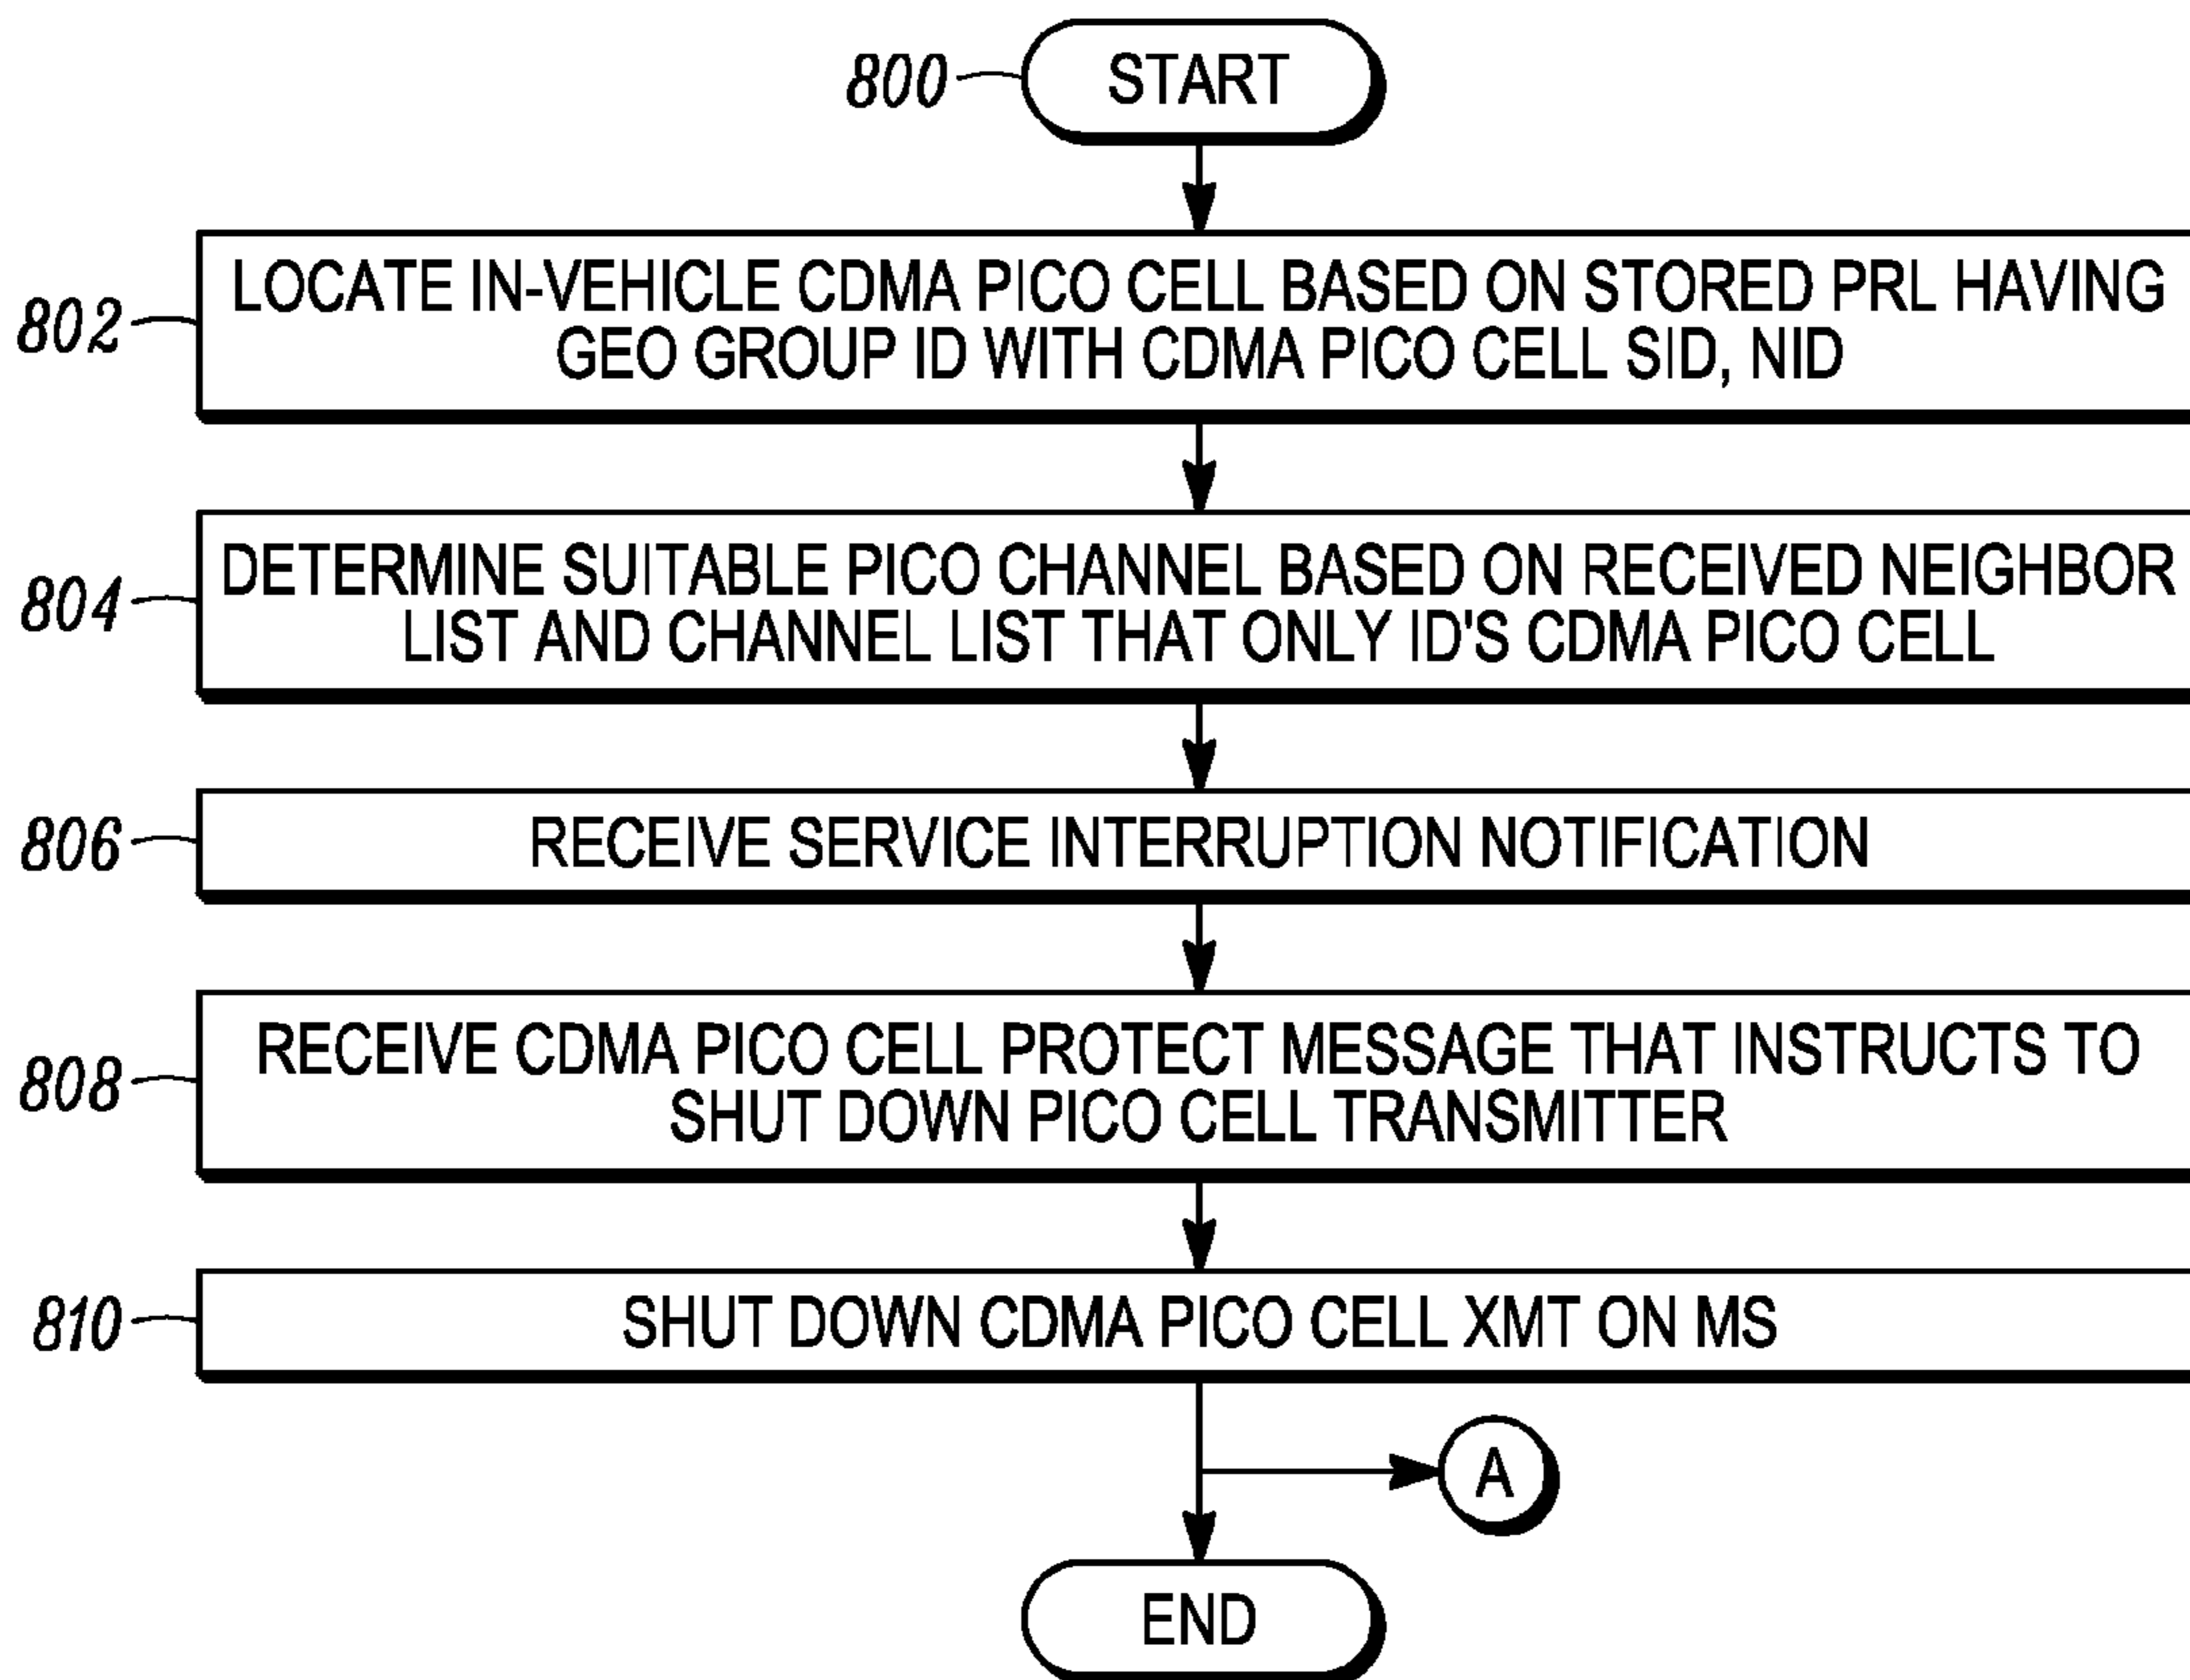 800
START
802
LOCATE IN-VEHICLE CDMA PICO CELL BASED ON STORED PRL HAVING
GEO GROUP ID WITH CDMA PICO CELL SID, NID
804
DETERMINE SUITABLE PICO CHANNEL BASED ON RECEIVED NEIGHBOR
LIST AND CHANNEL LIST THAT ONLY ID'S CDMA PICO CELL
806
RECEIVE SERVICE INTERRUPTION NOTIFICATION
808
RECEIVE CDMA PICO CELL PROTECT MESSAGE THAT INSTRUCTS TO
SHUT DOWN PICO CELL TRANSMITTER
810
SHUT DOWN CDMA PICO CELL XMT ON MS
A
END